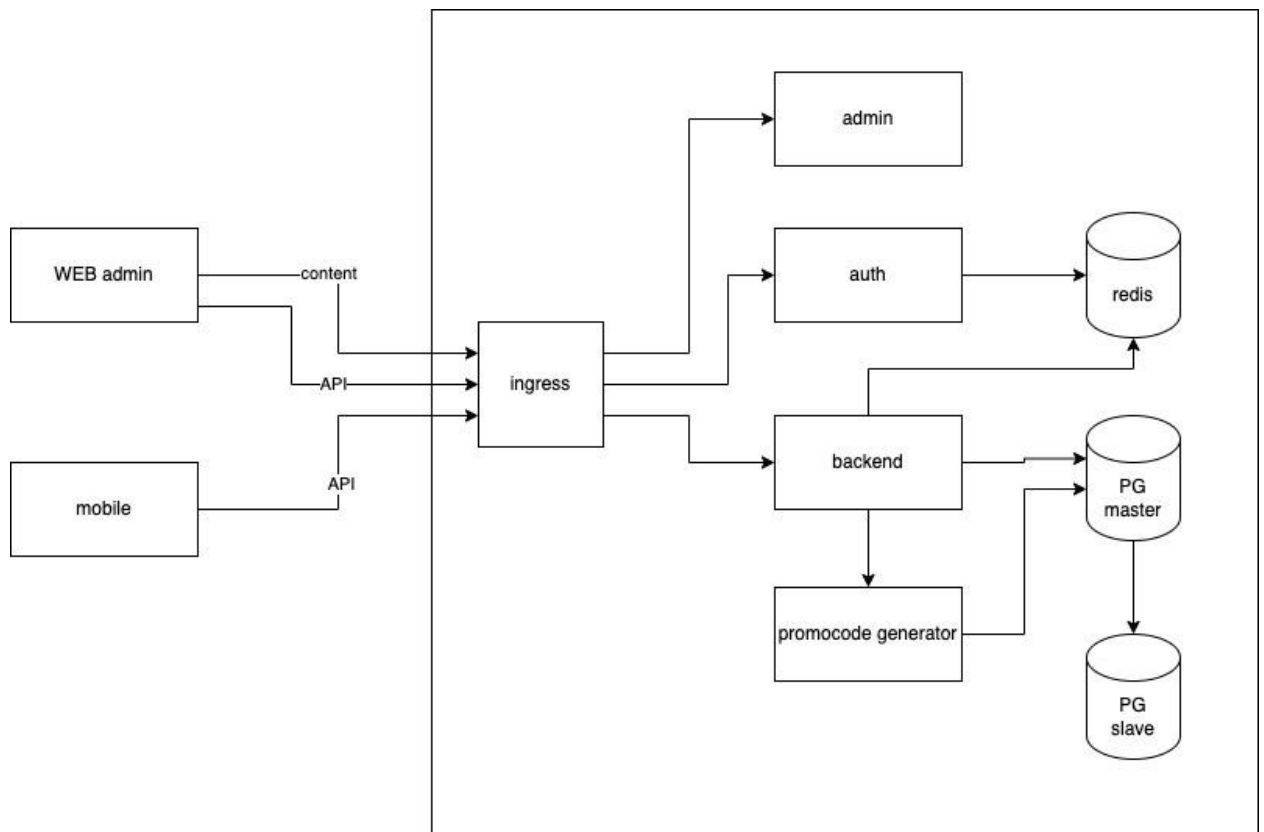 admin
WEB admin
content
auth
redis
API
ingress
API
mobile
backend
PG
master
promocode generator
PG
slave